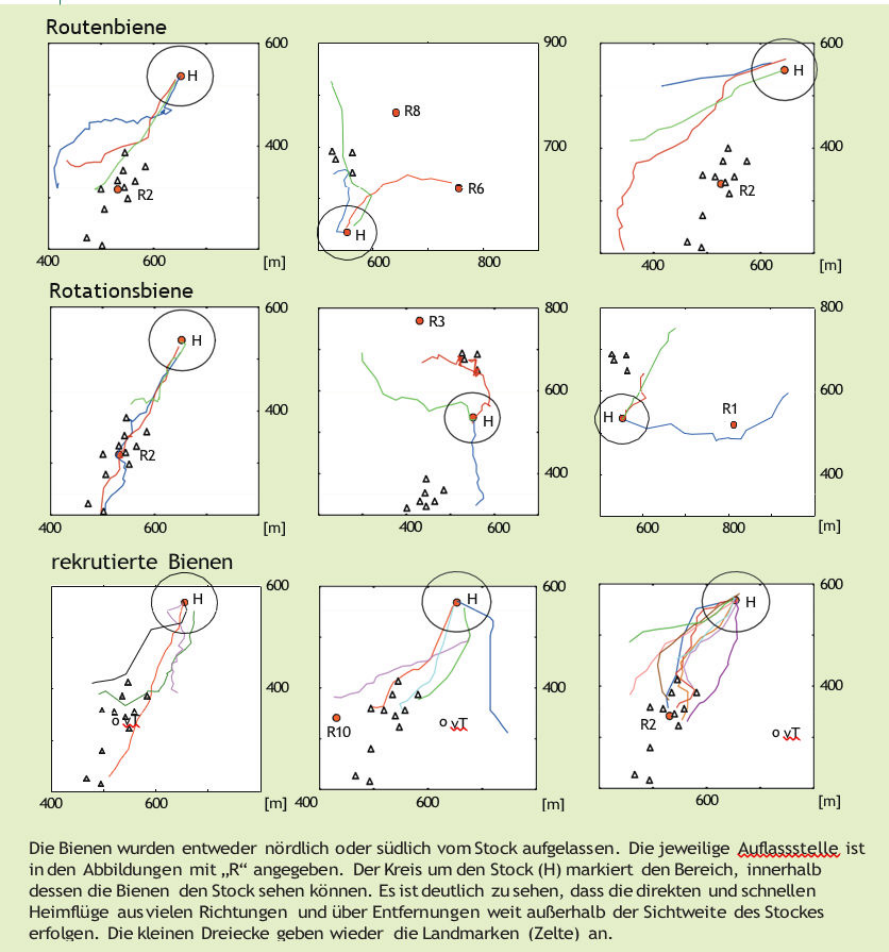 Routenbiene
600
900
600
H
H
R8
400
700
400
R6
R2
R2
H
400
600
[m]
600
800
400
600
[m]
Rotationsbiene
600
800
800
H
R3
600
600
400
R1
R2
H
H
400
400
400
600
[m]
400
600
[m]
600
800
[m]
rekrutierte Bienen
600
600
600
H
H
H
400
400
400
vT
R10
vT
R2
vT
400
600
[m]
400
600
[m]
600
[m]
Die Bienen wurden entweder nördlich oder südlich vom Stock aufgelassen. Die jeweilige Auflassstelle ist
in den Abbildungen mit „R“ angegeben. Der Kreis um den Stock (H) markiert den Bereich, innerhalb
dessen die Bienen den Stock sehen können. Es ist deutlich zu sehen, dass die direkten und schnellen
Heimflüge aus vielen Richtungen und über Entfernungen weit außerhalb der Sichtweite des Stockes
erfolgen. Die kleinen Dreiecke geben wieder die Landmarken (Zelte) an.